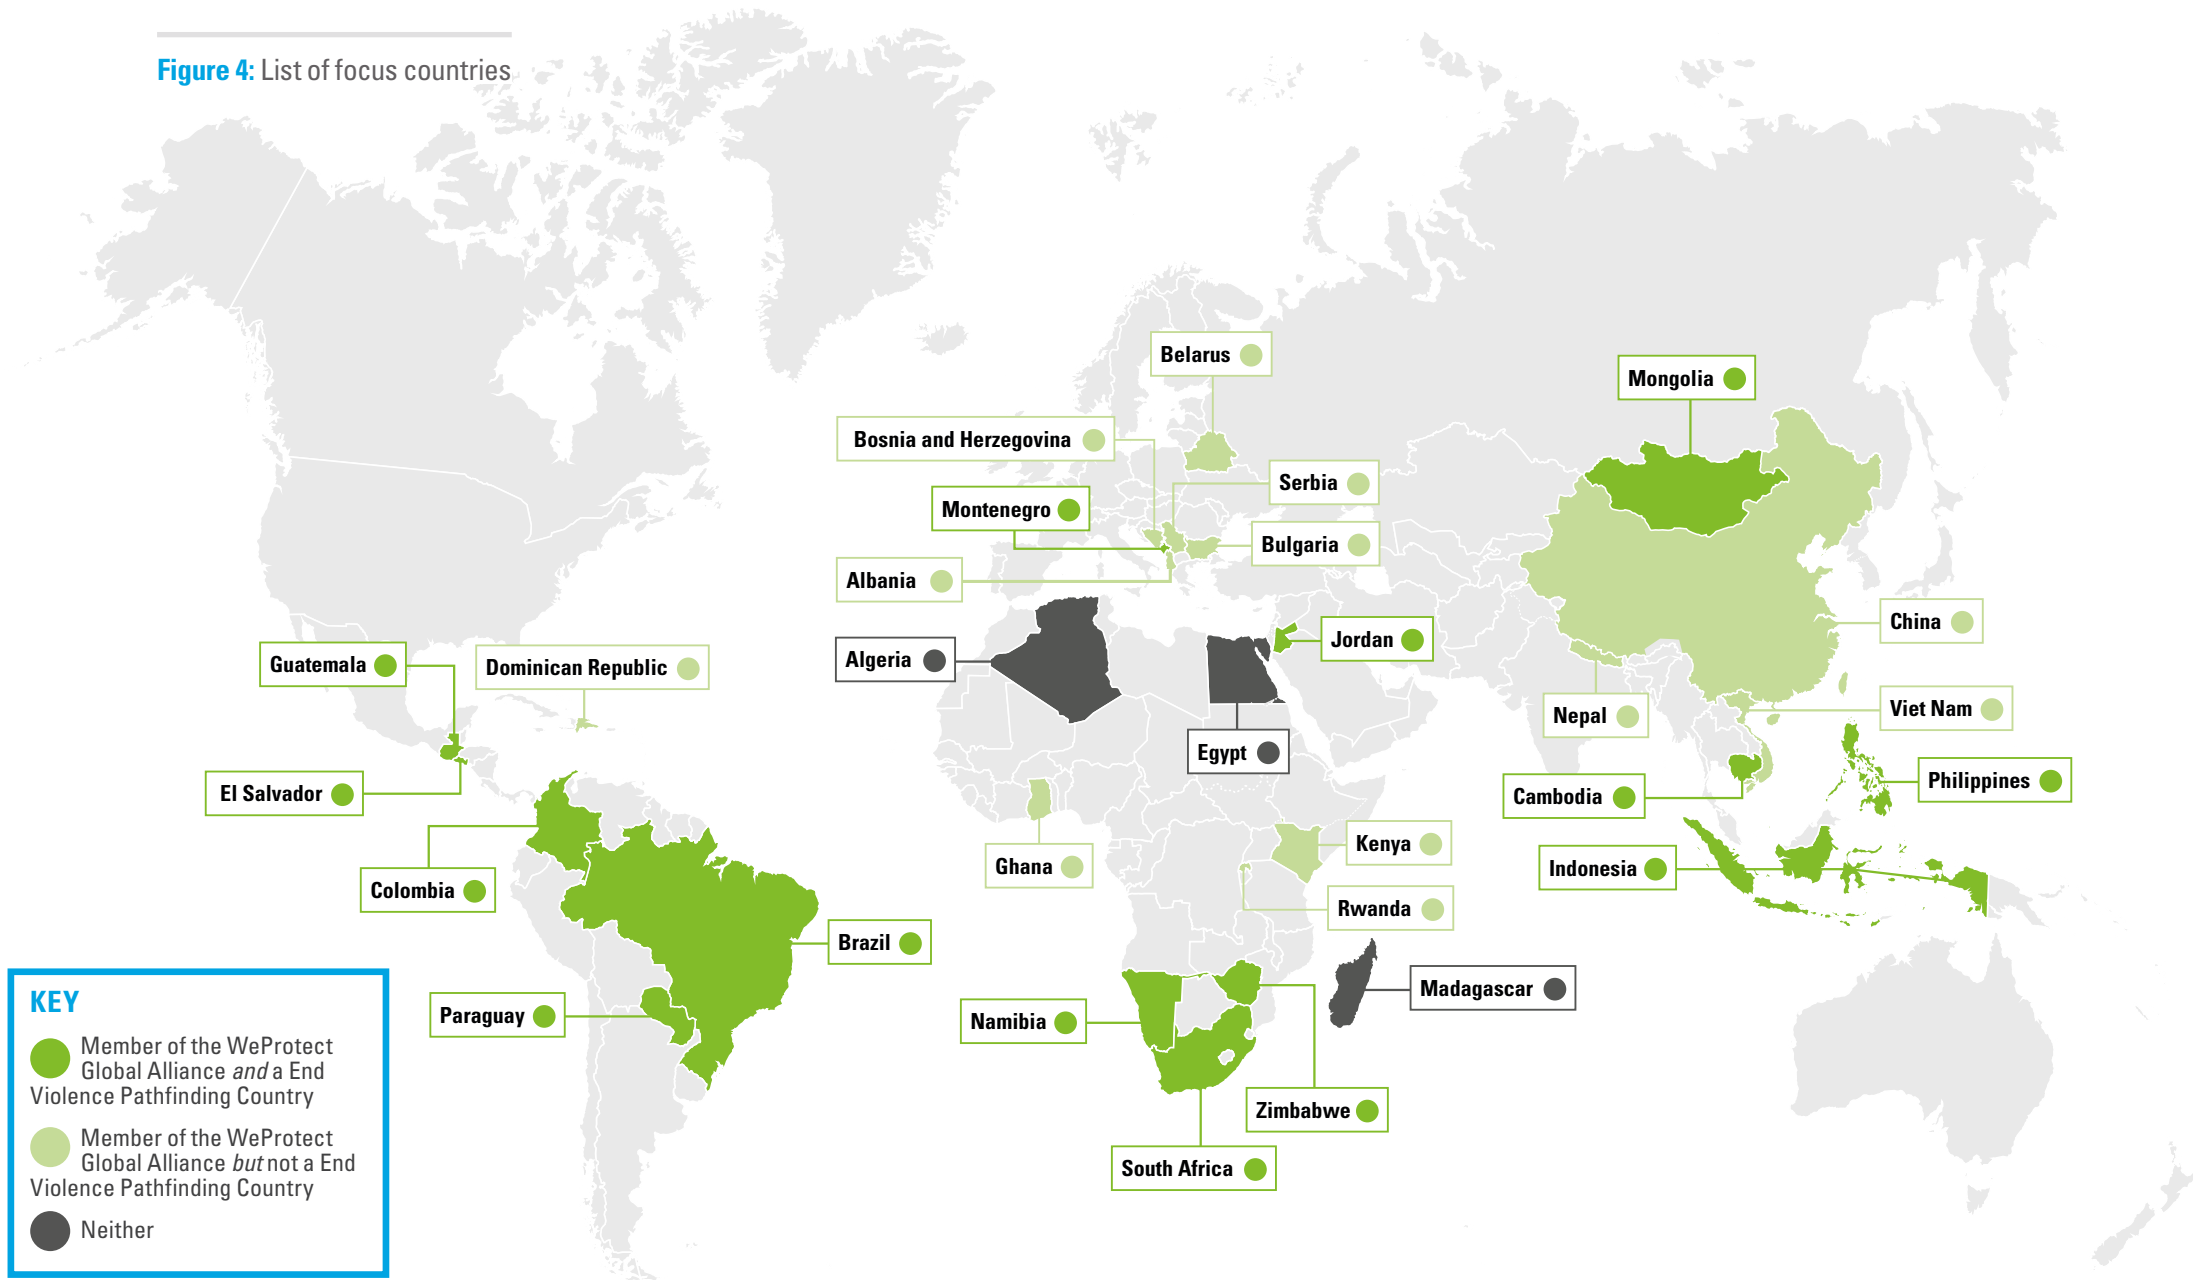 Figure 4: List of focus countries
Belarus
Mongolia
Bosnia and Herzegovina
Serbia
Montenegro
Bulgaria
Albania
China
Guatemala
Dominican Republic
Algeria
Jordan
Nepal
Viet Nam
Egypt
El Salvador
Philippines
Cambodia
Kenya
Ghana
Indonesia
Colombia
Rwanda
Brazil
Madagascar
Paraguay
Namibia
Zimbabwe
South Africa
KEY
Member of the WeProtect
Global Alliance and a End
Violence Pathfinding Country
Member of the WeProtect
Global Alliance but not a End
Violence Pathfinding Country
Neither